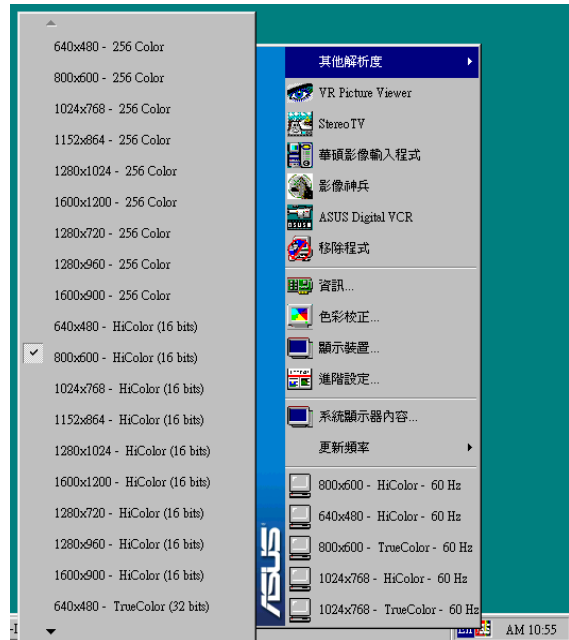 640x480 - 256 Color
800x600 - 256 Color
1024x768 - 256 Color
1152x864 - 256 Color
1280x1024 - 256 Color
1600x1200 - 256 Color
1280x720 - 256 Color
1280x960 - 256 Color
1600x900 - 256 Color
640x480 - HiColor (16 bits)
800x600 - HiColor (16 bits)
1024x768 - HiColor (16 bits)
1152x864 - HiColor (16 bits)
1280x1024 - HiColor (16 bits)
1600x1200 - HiColor (16 bits)
1280x720 - HiColor (16 bits)
1280x960 - HiColor (16 bits)
1600x900 - HiColor (16 bits)
640x480 - TrueColor (32 bits)
其他解析度
VR Picture Viewer
StereoTV
華碩影像輸入程式
影像神兵
ASUS Digital VCR
移除程式
資訊...
色彩校正...
顯示裝置...
進階設定...
系統顯示器內容...
更新頻率
800x600 - HiColor - 60 Hz
640x480 - HiColor - 60 Hz
800x600 - TrueColor - 60 Hz
1024x768 - HiColor - 60 Hz
1024x768 - TrueColor - 60 Hz
ASUS
AM 10:55